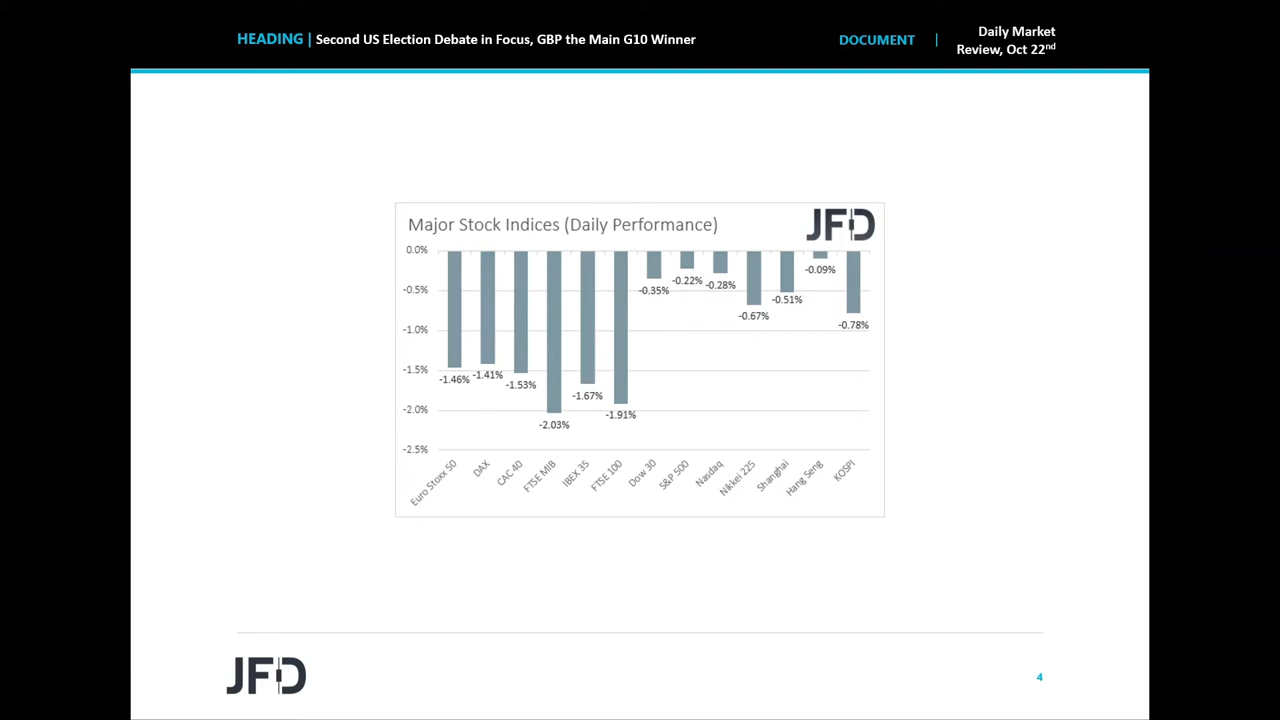 HEADING | Second US Election Debate in Focus, GBP the Main G10 Winner
DOCUMENT |
Daily Market
Review, Oct 22nd
Major Stock Indices (Daily Performance)
JFD
0.0%
-0.5%
-1.0%
-1.5%
-2.0%
-2.5%
-1.46%
-1.41%
-1.53%
-2.03%
-1.67%
-1.91%
-0.35%
-0.22%
-0.28%
-0.67%
-0.51%
-0.09%
-0.78%
Euro Stoxx 50
DAX
CAC 40
FTSE MIB
IBEX 35
FTSE 100
Dow 30
S&P 500
Nasdaq
Nikkei 225
Shanghai
Hang Seng
KOSPI
JFD
4